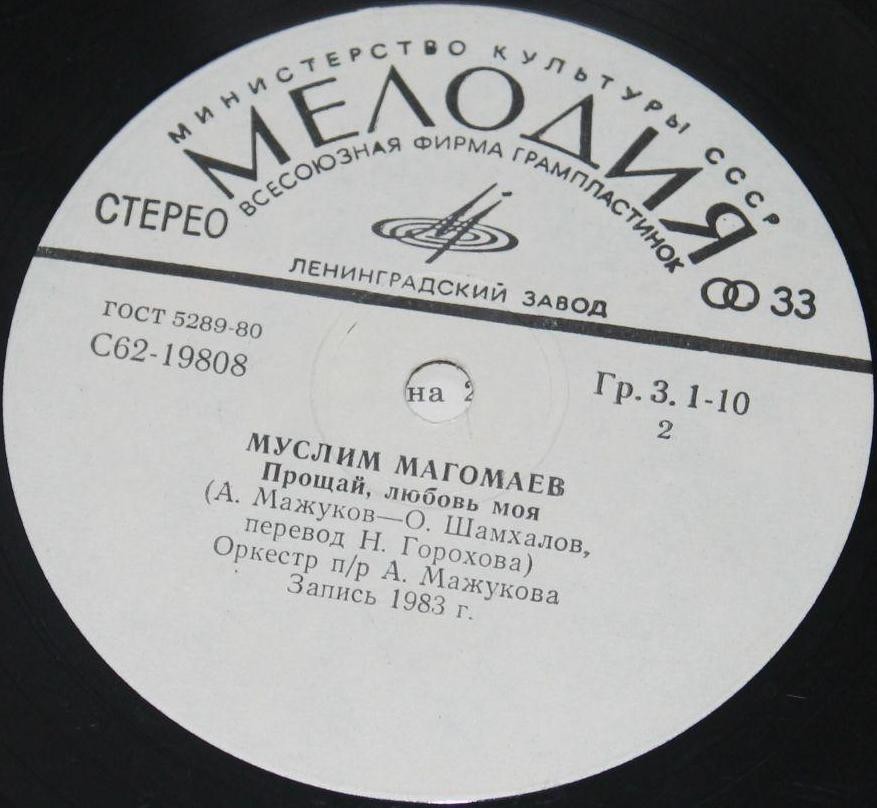 МИНИСТЕРСТВО КУЛЬТУРЫ СССР
МЕЛОДИЯ
ВСЕСОЮЗНАЯ ФИРМА ГРАМПЛАСТИНОК
СТЕРЕО
ЛЕНИНГРАДСКИЙ ЗАВОД
33
ГОСТ 5289-80
С62-19808
на 2
Гр. 3. 1-10
2
МУСЛИМ МАГОМАЕВ
Прощай, любовь моя
(А. Мажуков—О. Шамхалов,
перевод Н. Горохова)
Оркестр п/р А. Мажукова
Запись 1983 г.